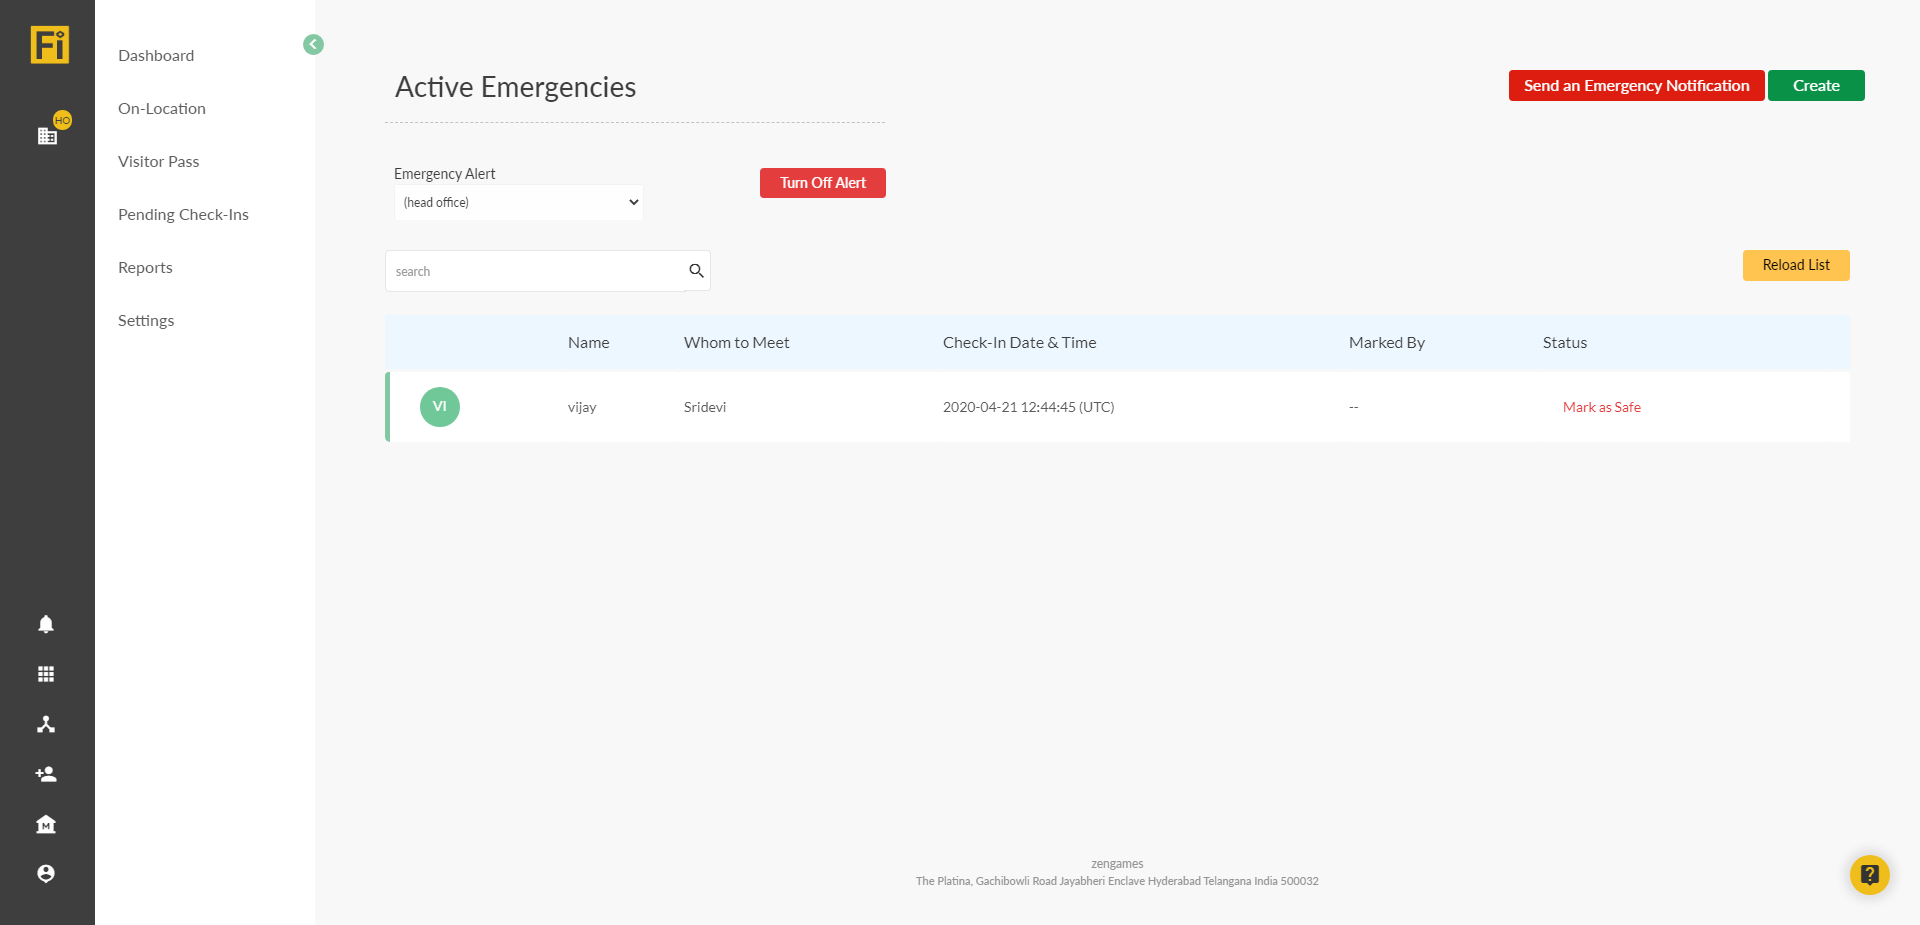 Fi
HO
Dashboard
On-Location
Visitor Pass
Pending Check-Ins
Reports
Settings
Active Emergencies
Send an Emergency Notification
Create
Emergency Alert
(head office)
Turn Off Alert
search
Reload List
Name Whom to Meet Check-In Date & Time Marked By Status
VI vijay Sridevi 2020-04-21 12:44:45 (UTC) -- Mark as Safe
M
zengames
The Platina, Gachibowli Road Jayabheri Enclave Hyderabad Telangana India 500032
?